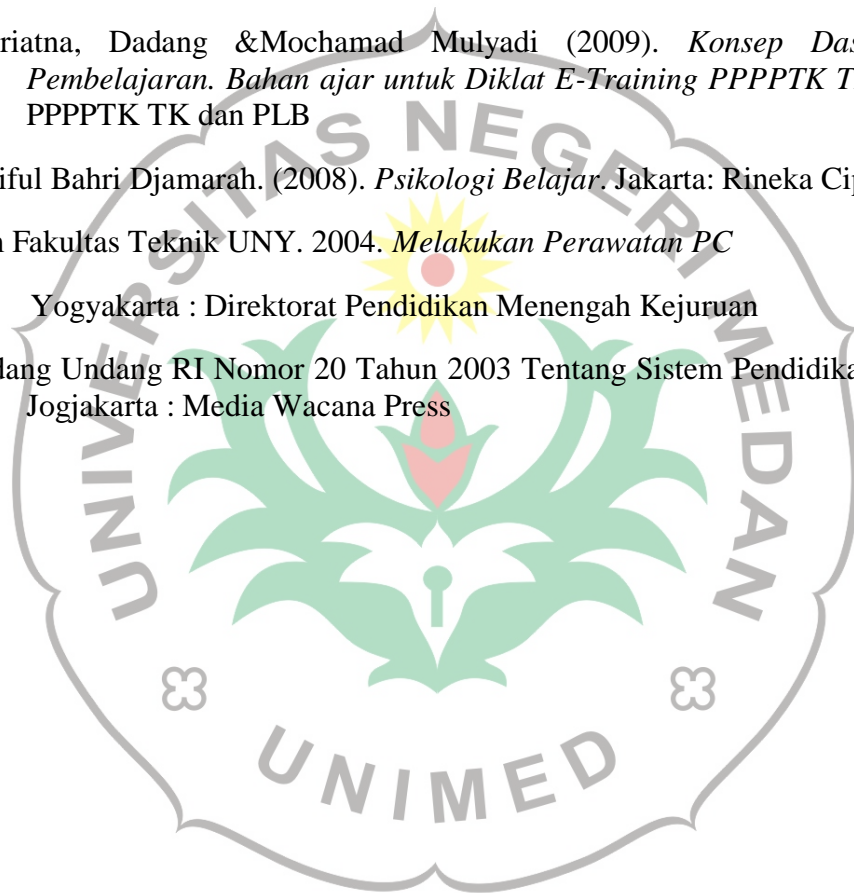 riatna, Dadang &Mochamad Mulyadi (2009). Konsep Das
Pembelajaran. Bahan ajar untuk Diklat E-Training PPPPTK T
PPPPTK TK dan PLB
iful Bahri Djamarah. (2008). Psikologi Belajar. Jakarta: Rineka Cip
Fakultas Teknik UNY. 2004. Melakukan Perawatan PC
Yogyakarta : Direktorat Pendidikan Menengah Kejuruan
dang Undang RI Nomor 20 Tahun 2003 Tentang Sistem Pendidika
Jogjakarta : Media Wacana Press
UNIVERSITAS NEGERI MEDAN
UNIMED